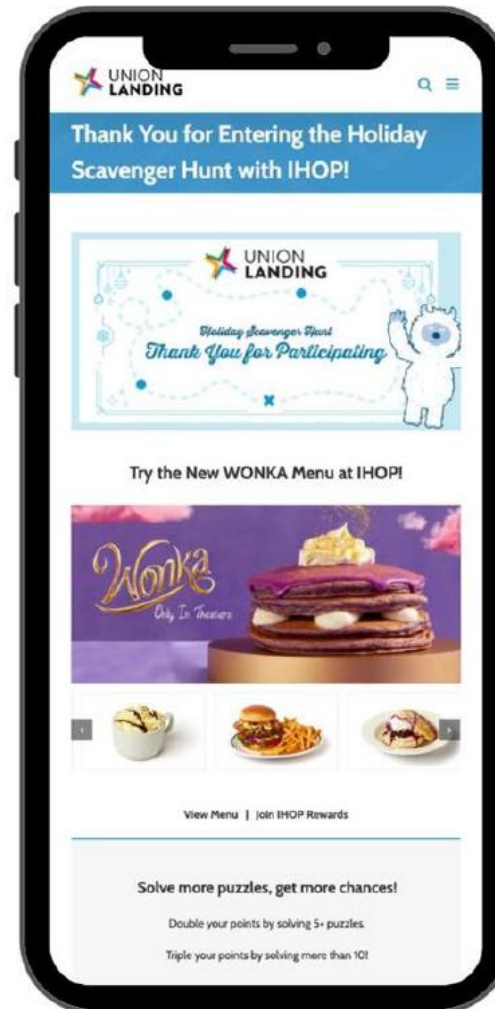 UNION
LANDING
Thank You for Entering the Holiday
Scavenger Hunt with IHOP!
UNION
LANDING
Holiday Scavenger Hunt
Thank You for Participating
Try the New WONKA Menu at IHOP!
Wonka
Only In Theaters
View Menu | Join IHOP Rewards
Solve more puzzles, get more chances!
Double your points by solving 5+ puzzles.
Triple your points by solving more than 10!